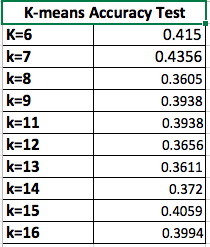 K-means Accuracy Test
K=6 0.415
k=7 0.4356
k=8 0.3605
k=9 0.3938
k=11 0.3938
k=12 0.3656
k=13 0.3611
k=14 0.372
k=15 0.4059
k=16 0.3994